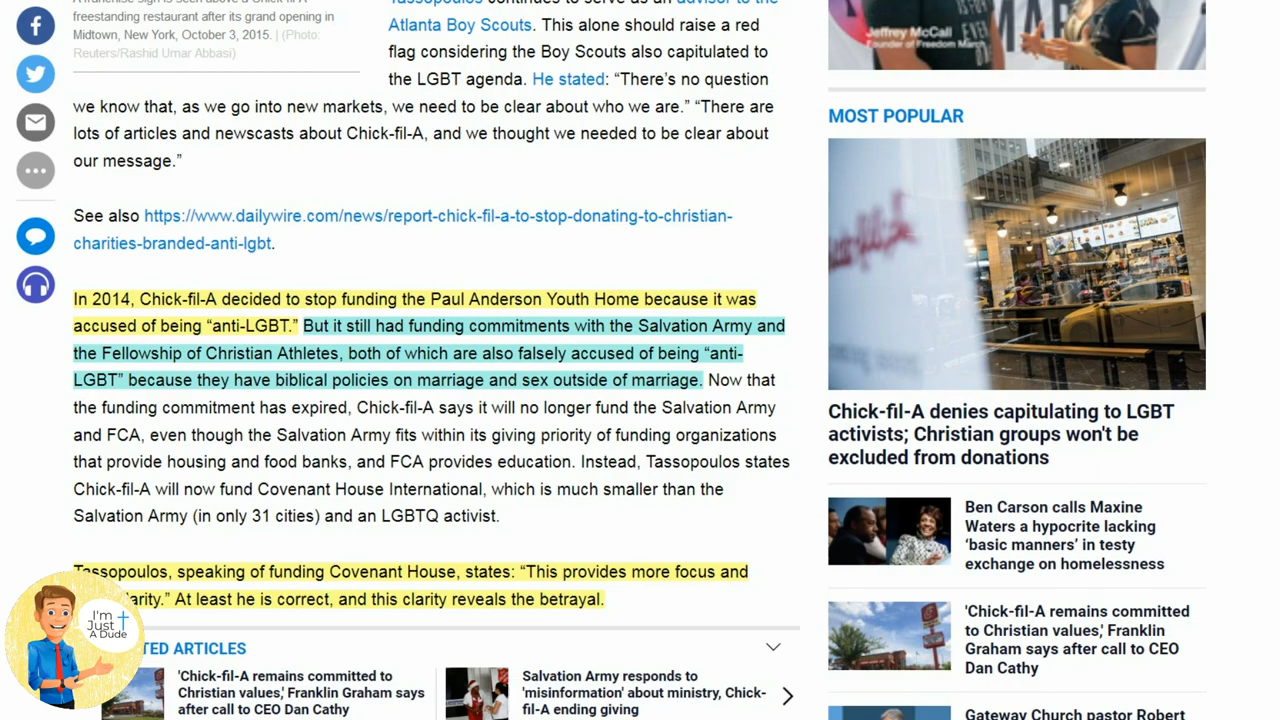 A franchise sign is seen above a Chick-fil-A
freestanding restaurant after its grand opening in
Midtown, New York, October 3, 2015. | (Photo:
Reuters/Rashid Umar Abbasi)
Tassopoulos continues to serve as an advisor to the
Atlanta Boy Scouts. This alone should raise a red
flag considering the Boy Scouts also capitulated to
the LGBT agenda. He stated: “There’s no question
we know that, as we go into new markets, we need to be clear about who we are.” “There are
lots of articles and newscasts about Chick-fil-A, and we thought we needed to be clear about
our message.”
See also https://www.dailywire.com/news/report-chick-fil-a-to-stop-donating-to-christian-
charities-branded-anti-lgbt.
In 2014, Chick-fil-A decided to stop funding the Paul Anderson Youth Home because it was
accused of being “anti-LGBT.” But it still had funding commitments with the Salvation Army and
the Fellowship of Christian Athletes, both of which are also falsely accused of being “anti-
LGBT” because they have biblical policies on marriage and sex outside of marriage. Now that
the funding commitment has expired, Chick-fil-A says it will no longer fund the Salvation Army
and FCA, even though the Salvation Army fits within its giving priority of funding organizations
that provide housing and food banks, and FCA provides education. Instead, Tassopoulos states
Chick-fil-A will now fund Covenant House International, which is much smaller than the
Salvation Army (in only 31 cities) and an LGBTQ activist.
Tassopoulos, speaking of funding Covenant House, states: “This provides more focus and
arity.” At least he is correct, and this clarity reveals the betrayal.
I'm
Just
A Dude
TED ARTICLES
'Chick-fil-A remains committed to
Christian values,' Franklin Graham says
after call to CEO Dan Cathy
Salvation Army responds to
'misinformation' about ministry, Chick-
fil-A ending giving
Jeffrey McCall
Founder of Freedom March
MOST POPULAR
Chick-fil-A denies capitulating to LGBT
activists; Christian groups won't be
excluded from donations
Ben Carson calls Maxine
Waters a hypocrite lacking
‘basic manners’ in testy
exchange on homelessness
'Chick-fil-A remains committed
to Christian values,' Franklin
Graham says after call to CEO
Dan Cathy
Gateway Church pastor Robert